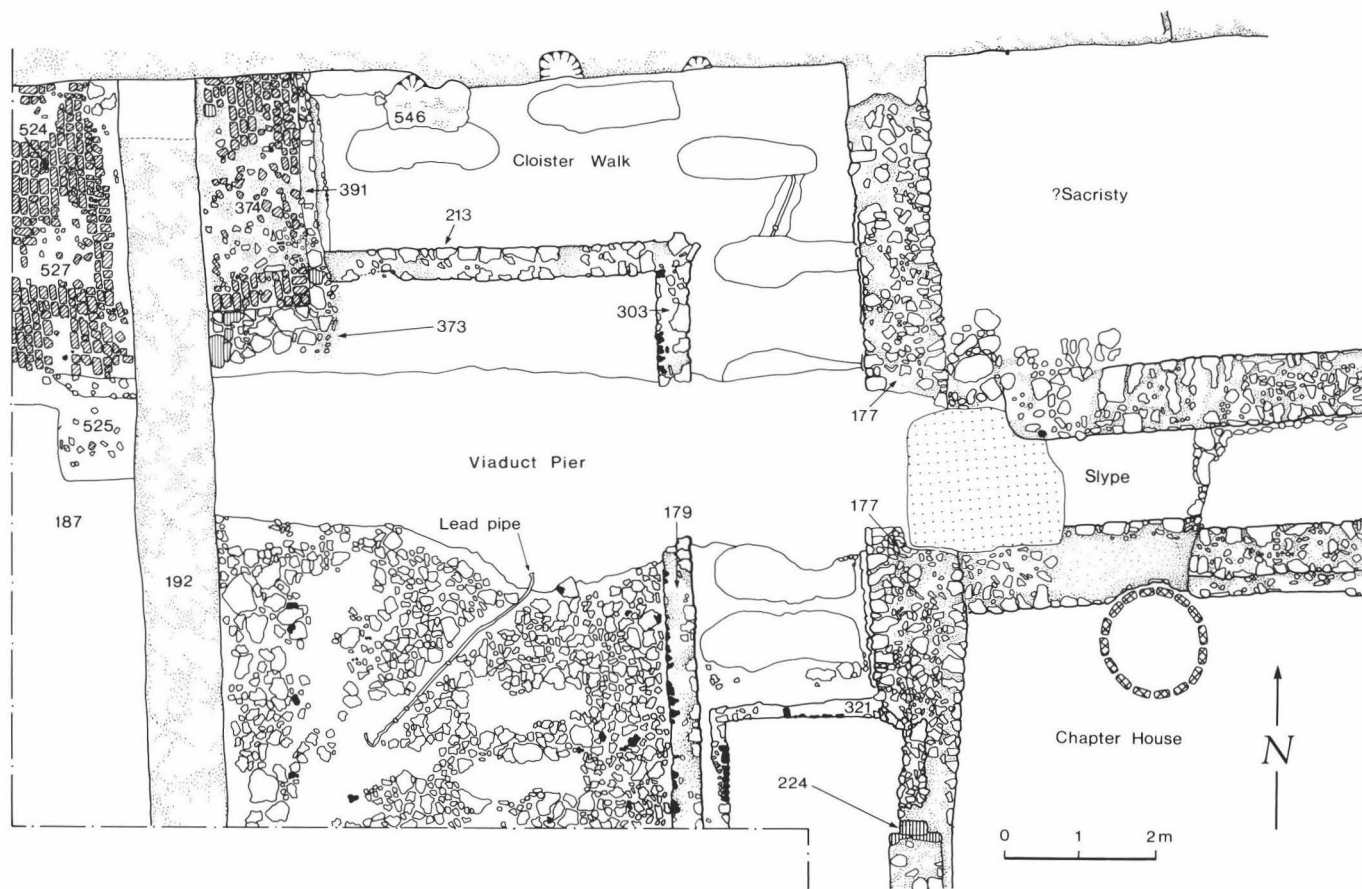 524
546
Cloister Walk
391
374
?Sacristy
213
527
303
373
177
525
Viaduct Pier
Slype
187
Lead pipe
179
177
192
321
Chapter House
N
224
0 1 2m